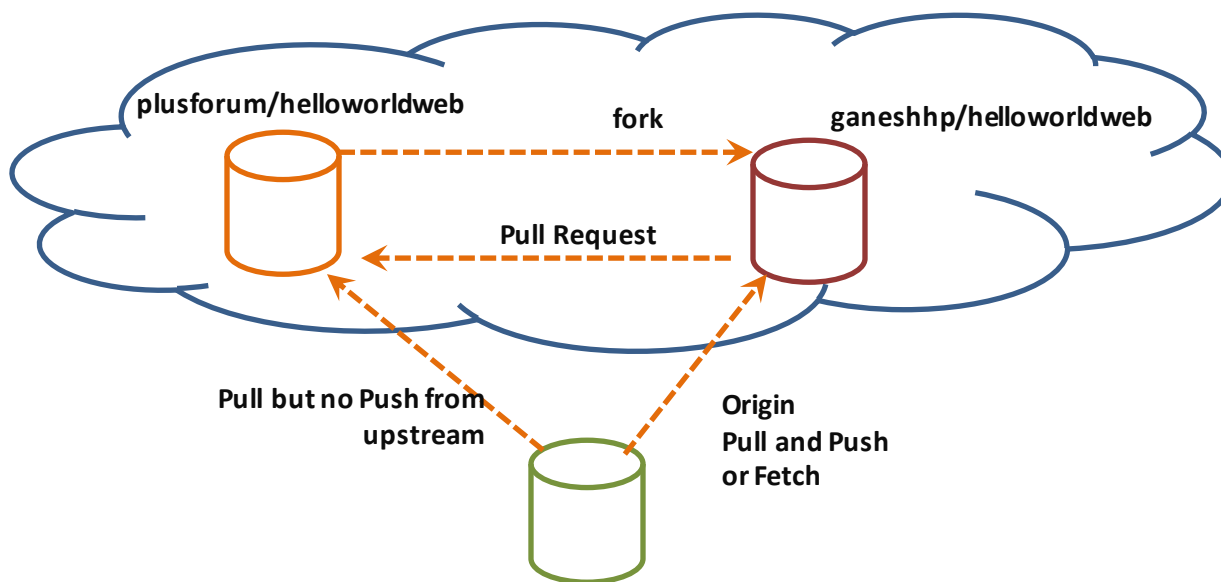 plusforum/helloworldweb
fork
ganeshhp/helloworldweb
Pull Request
Pull but no Push from
upstream
Origin
Pull and Push
or Fetch